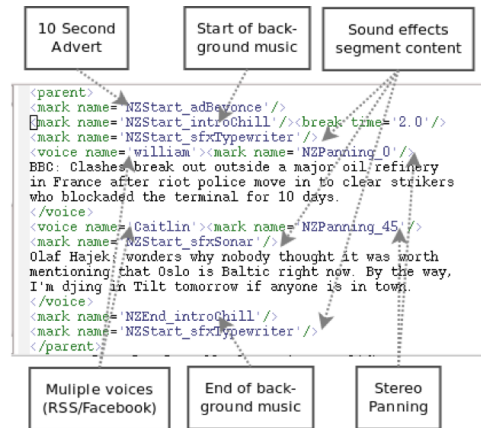 10 Second
Advert
Start of back-
ground music
Sound effects
segment content
<parent>
<mark name='NZStart_adBeyonce'/>
<mark name='NZStart_introChill'/><break time='2.0'/>
<mark name='NZStart_sfxTypewriter'/>
<voice name='william'><mark name='NZPanning_0'/>
BBC: Clashes break out outside a major oil refinery
in France after riot police move in to clear strikers
who blockaded the terminal for 10 days.
</voice>
<voice name='Caitlin'><mark name='NZPanning_45'/>
<mark name='NZStart_sfxSonar'/>
Olaf Hajek: wonders why nobody thought it was worth
mentioning that Oslo is Baltic right now. By the way,
I'm djing in Tilt tomorrow if anyone is in town.
</voice>
<mark name='NZEnd_introChill'/>
<mark name='NZStart_sfxTypewriter'/>
</parent>
Muliple voices
(RSS/Facebook)
End of back-
ground music
Stereo
Panning